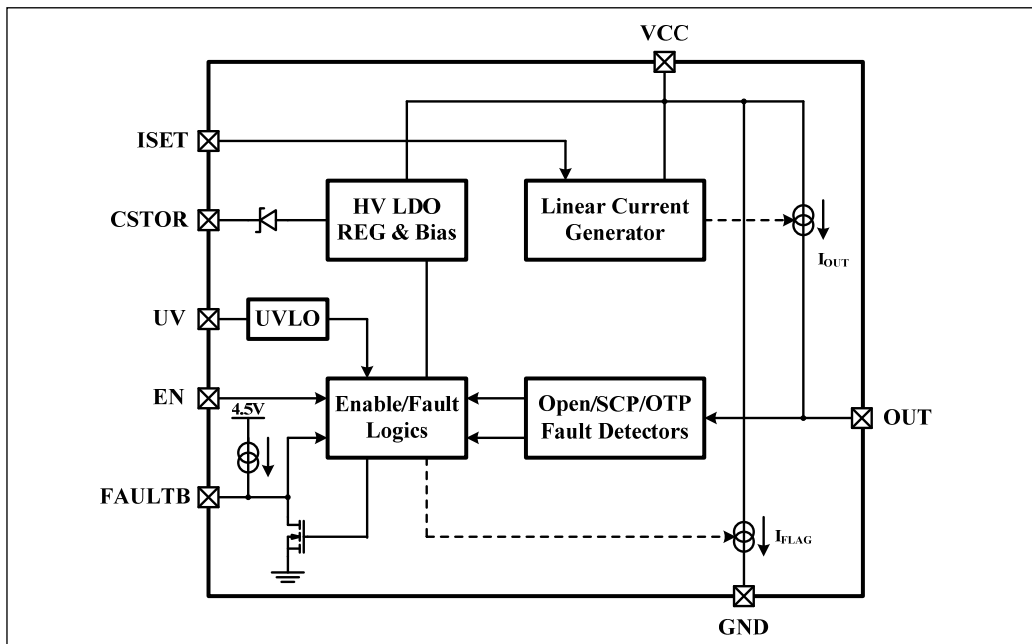 VCC
ISET
CSTOR
HV LDO
REG & Bias
Linear Current
Generator
IOUT
UV
UVLO
EN
4.5V
Enable/Fault
Logics
Open/SCP/OTP
Fault Detectors
OUT
FAULTB
IFLAG
GND